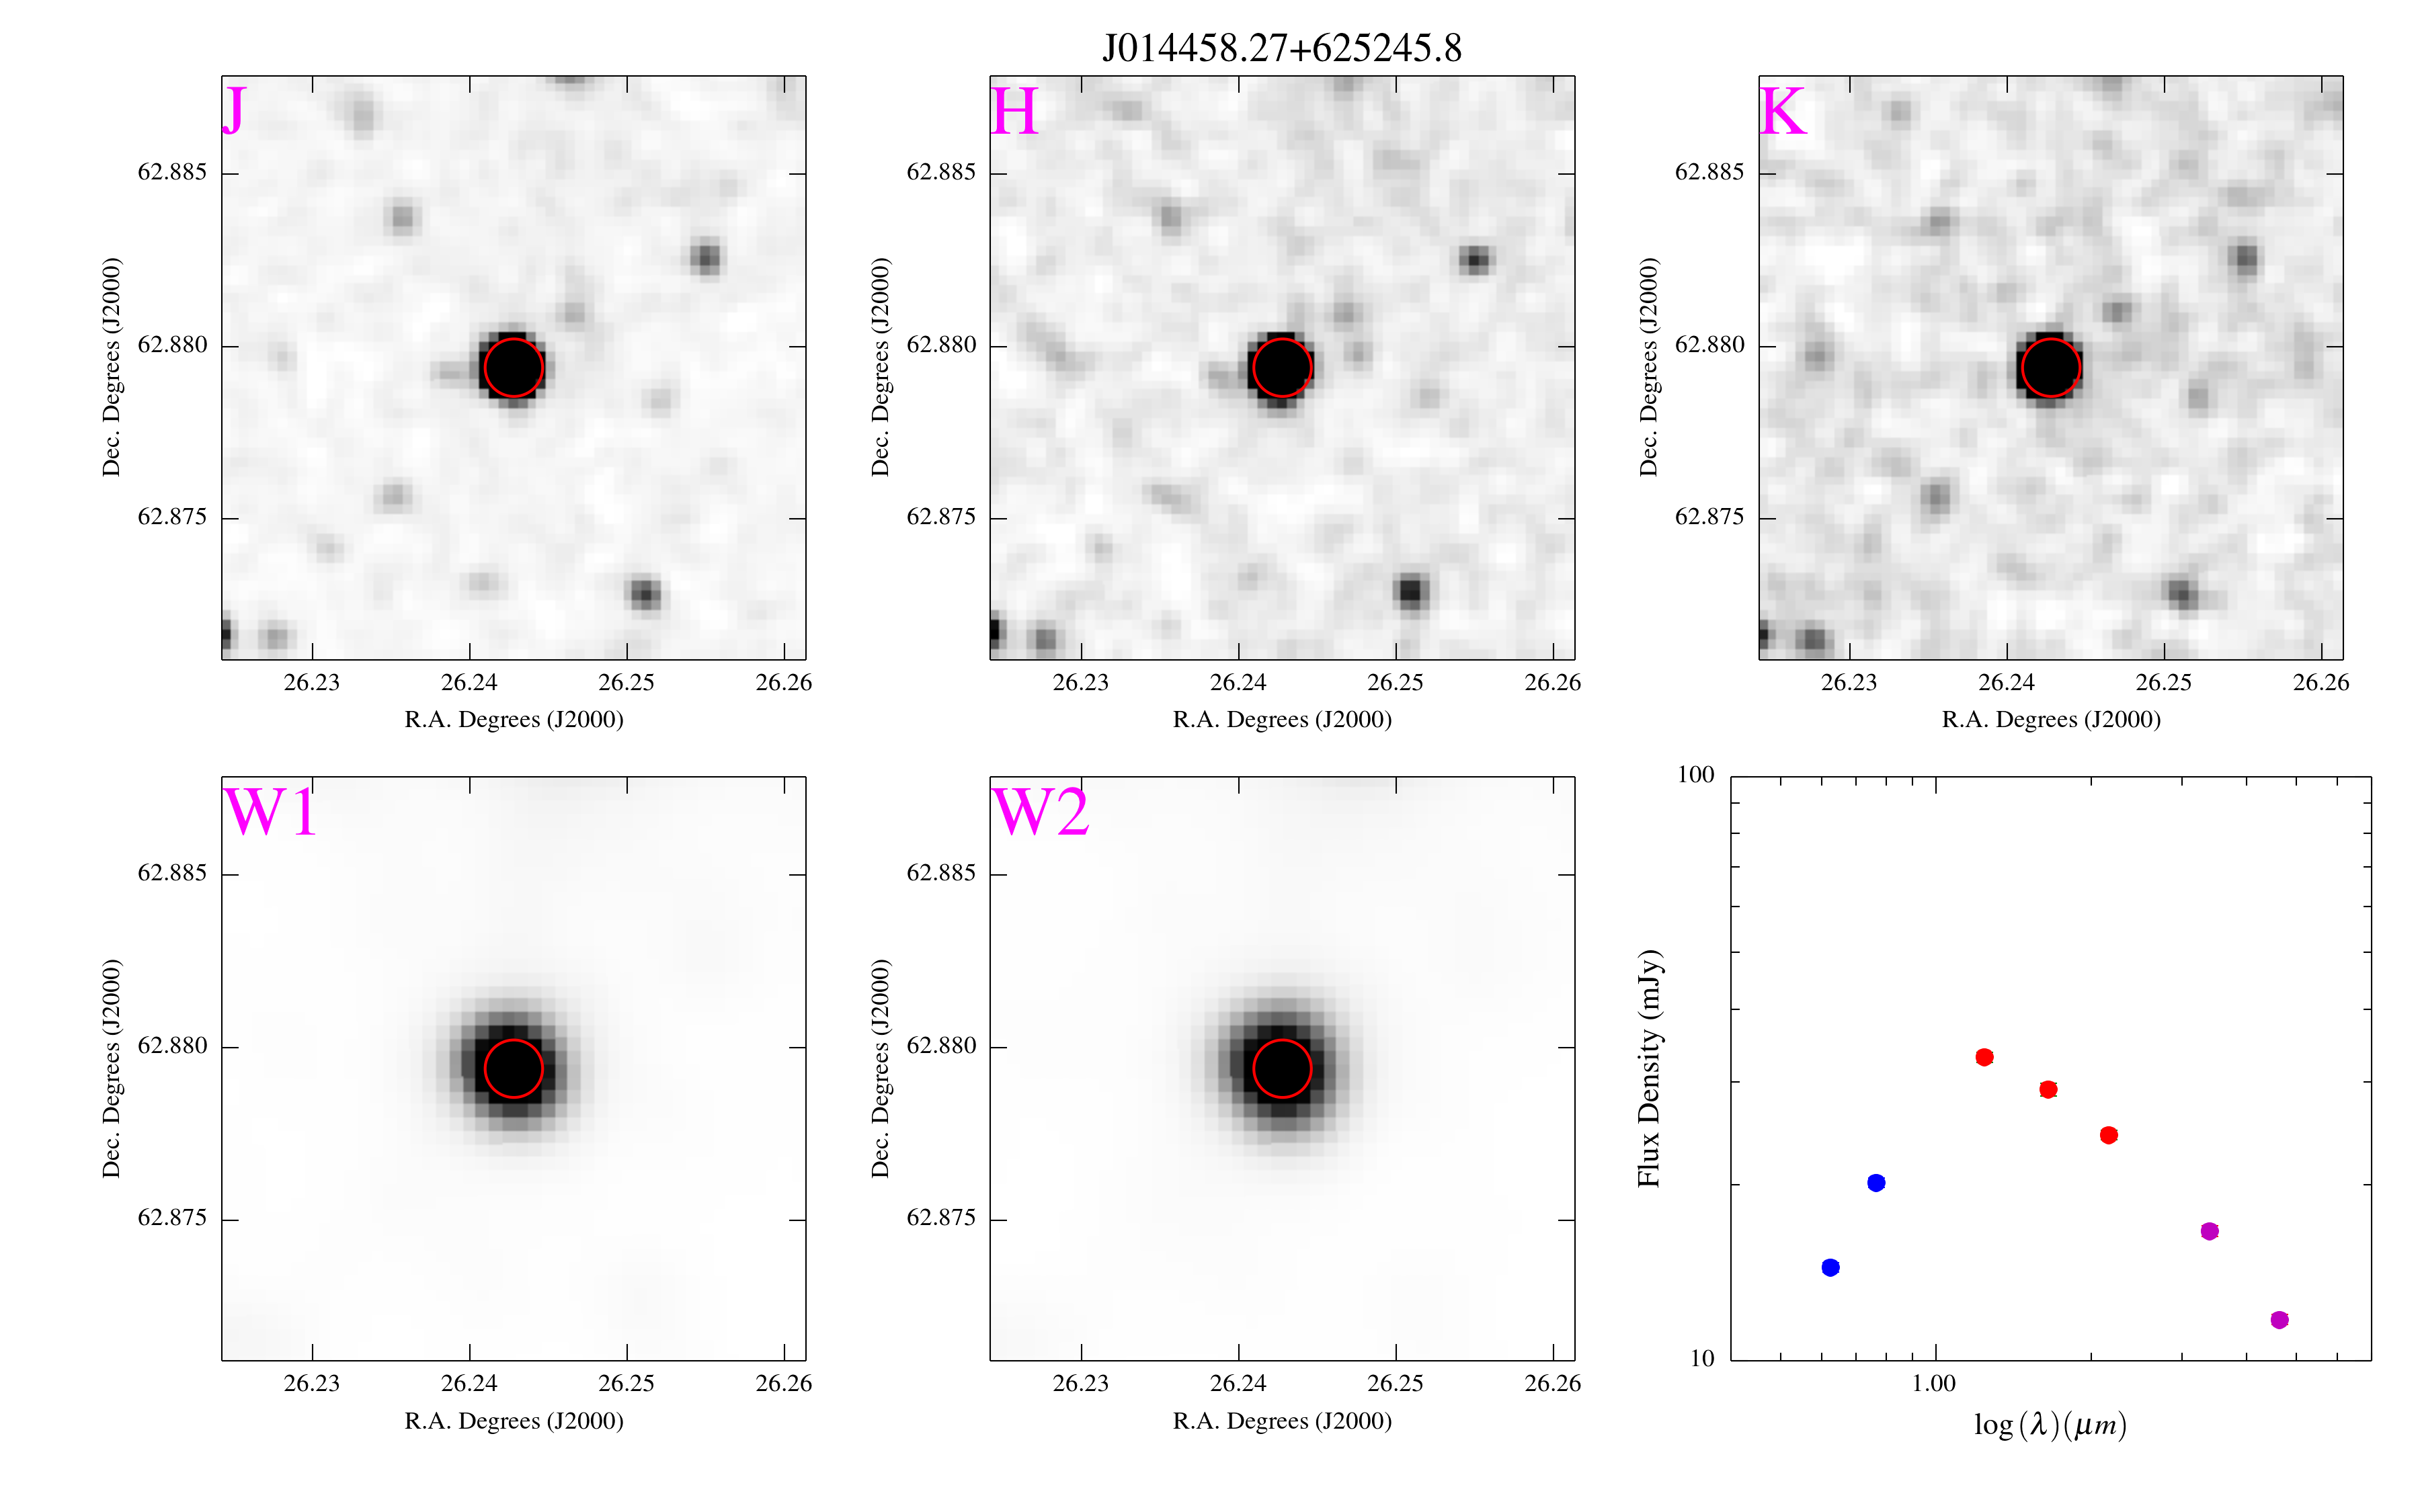 J014458.27+625245.8
J
62.885
62.880
62.875
Dec. Degrees (J2000)
26.23 26.24 26.25 26.26
R.A. Degrees (J2000)
H
62.885
62.880
62.875
Dec. Degrees (J2000)
26.23 26.24 26.25 26.26
R.A. Degrees (J2000)
K
62.885
62.880
62.875
Dec. Degrees (J2000)
26.23 26.24 26.25 26.26
R.A. Degrees (J2000)
W1
62.885
62.880
62.875
Dec. Degrees (J2000)
26.23 26.24 26.25 26.26
R.A. Degrees (J2000)
W2
62.885
62.880
62.875
Dec. Degrees (J2000)
26.23 26.24 26.25 26.26
R.A. Degrees (J2000)
100
10
Flux Density (mJy)
1.00
log (λ)(μm)